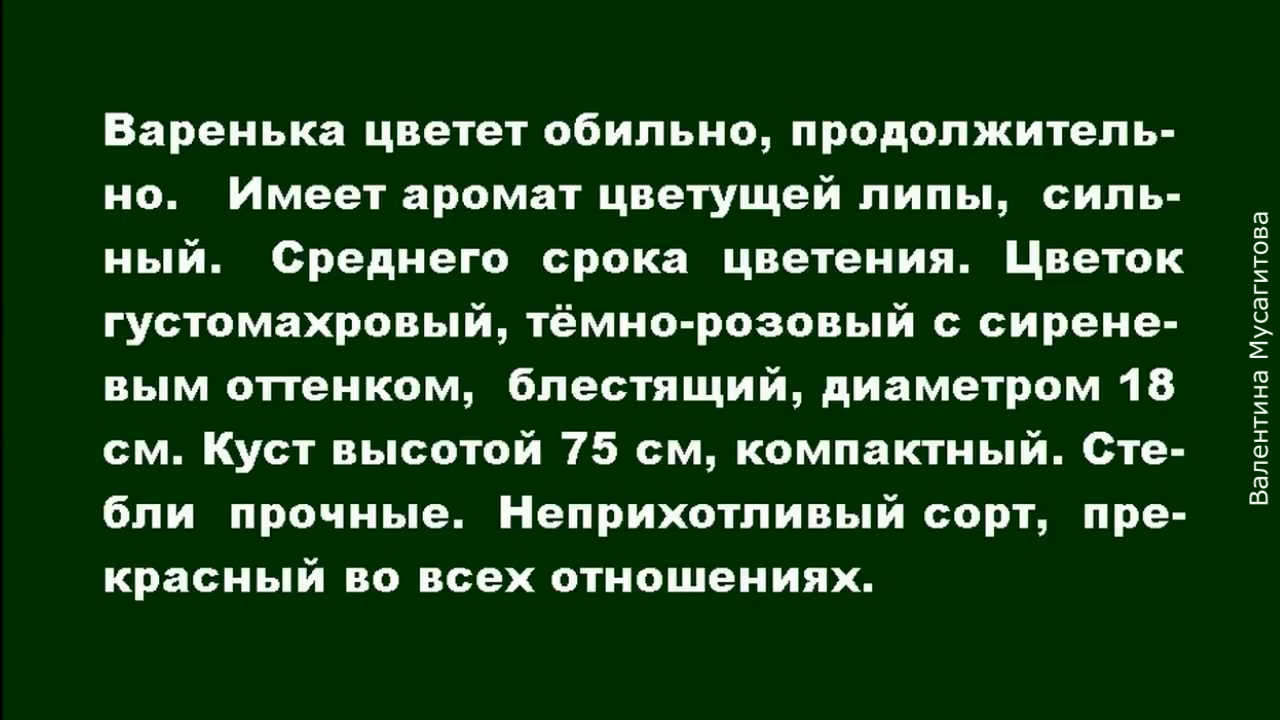 Варенька цветет обильно, продолжитель-
но. Имеет аромат цветущей липы, силь-
ный. Среднего срока цветения. Цветок
густомахровый, тёмно-розовый с сирене-
вым оттенком, блестящий, диаметром 18
см. Куст высотой 75 см, компактный. Сте-
бли прочные. Неприхотливый сорт, пре-
красный во всех отношениях.
Валентина Мусагитова